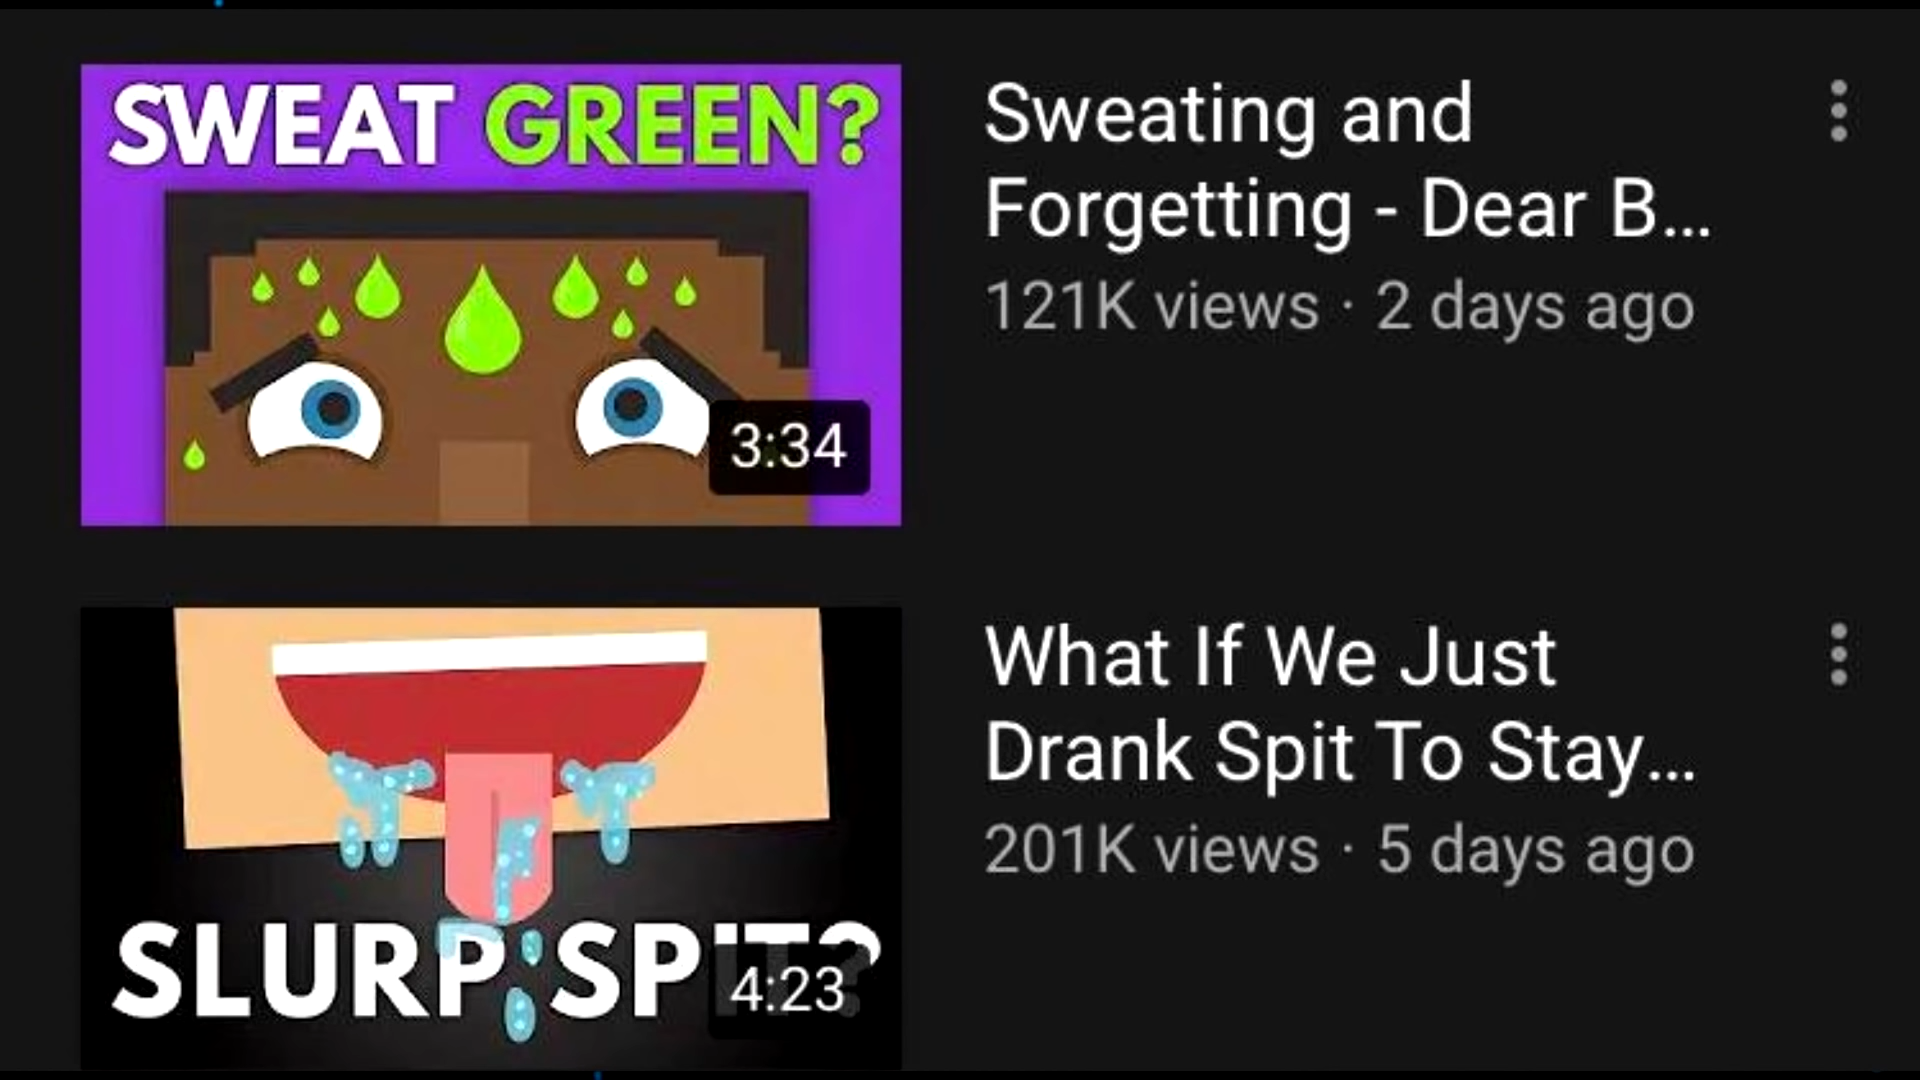 SWEAT GREEN?
3:34
Sweating and
Forgetting - Dear B...
121K views · 2 days ago
SLURP SPIT?
4:23
What If We Just
Drank Spit To Stay...
201K views · 5 days ago